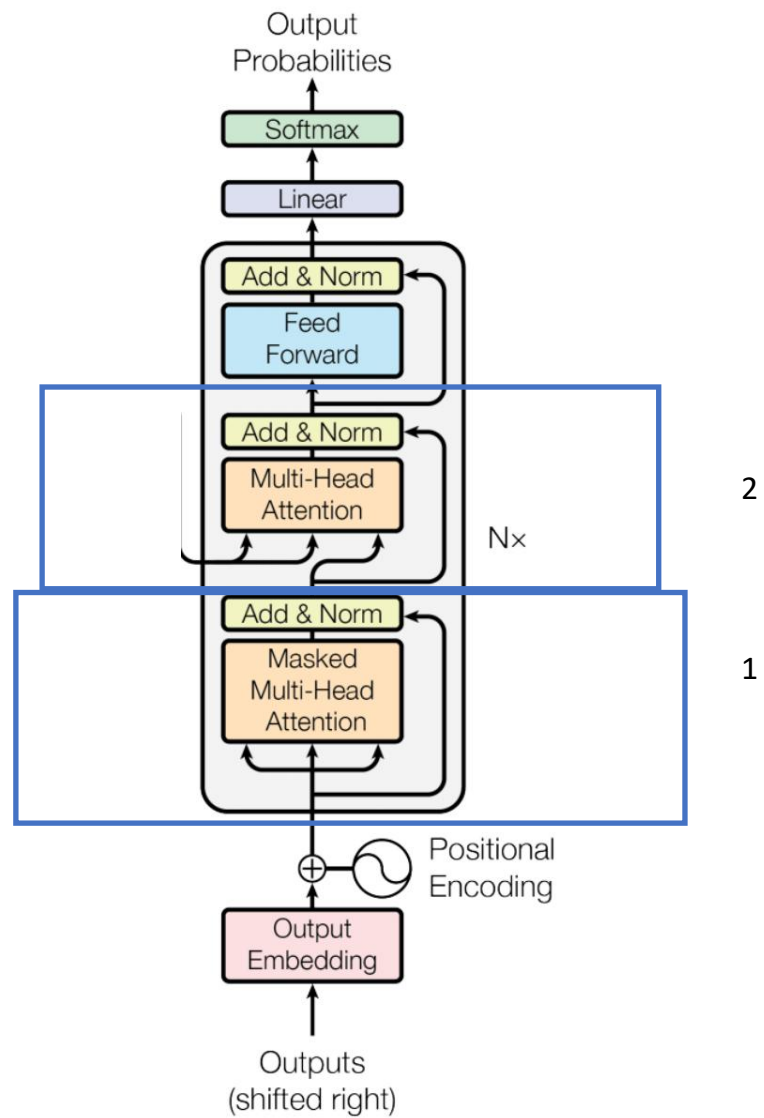 Output
Probabilities
Softmax
Linear
Add & Norm
Feed
Forward
Add & Norm
Multi-Head
Attention
2
N×
Add & Norm
Masked
Multi-Head
Attention
1
Positional
Encoding
Output
Embedding
Outputs
(shifted right)